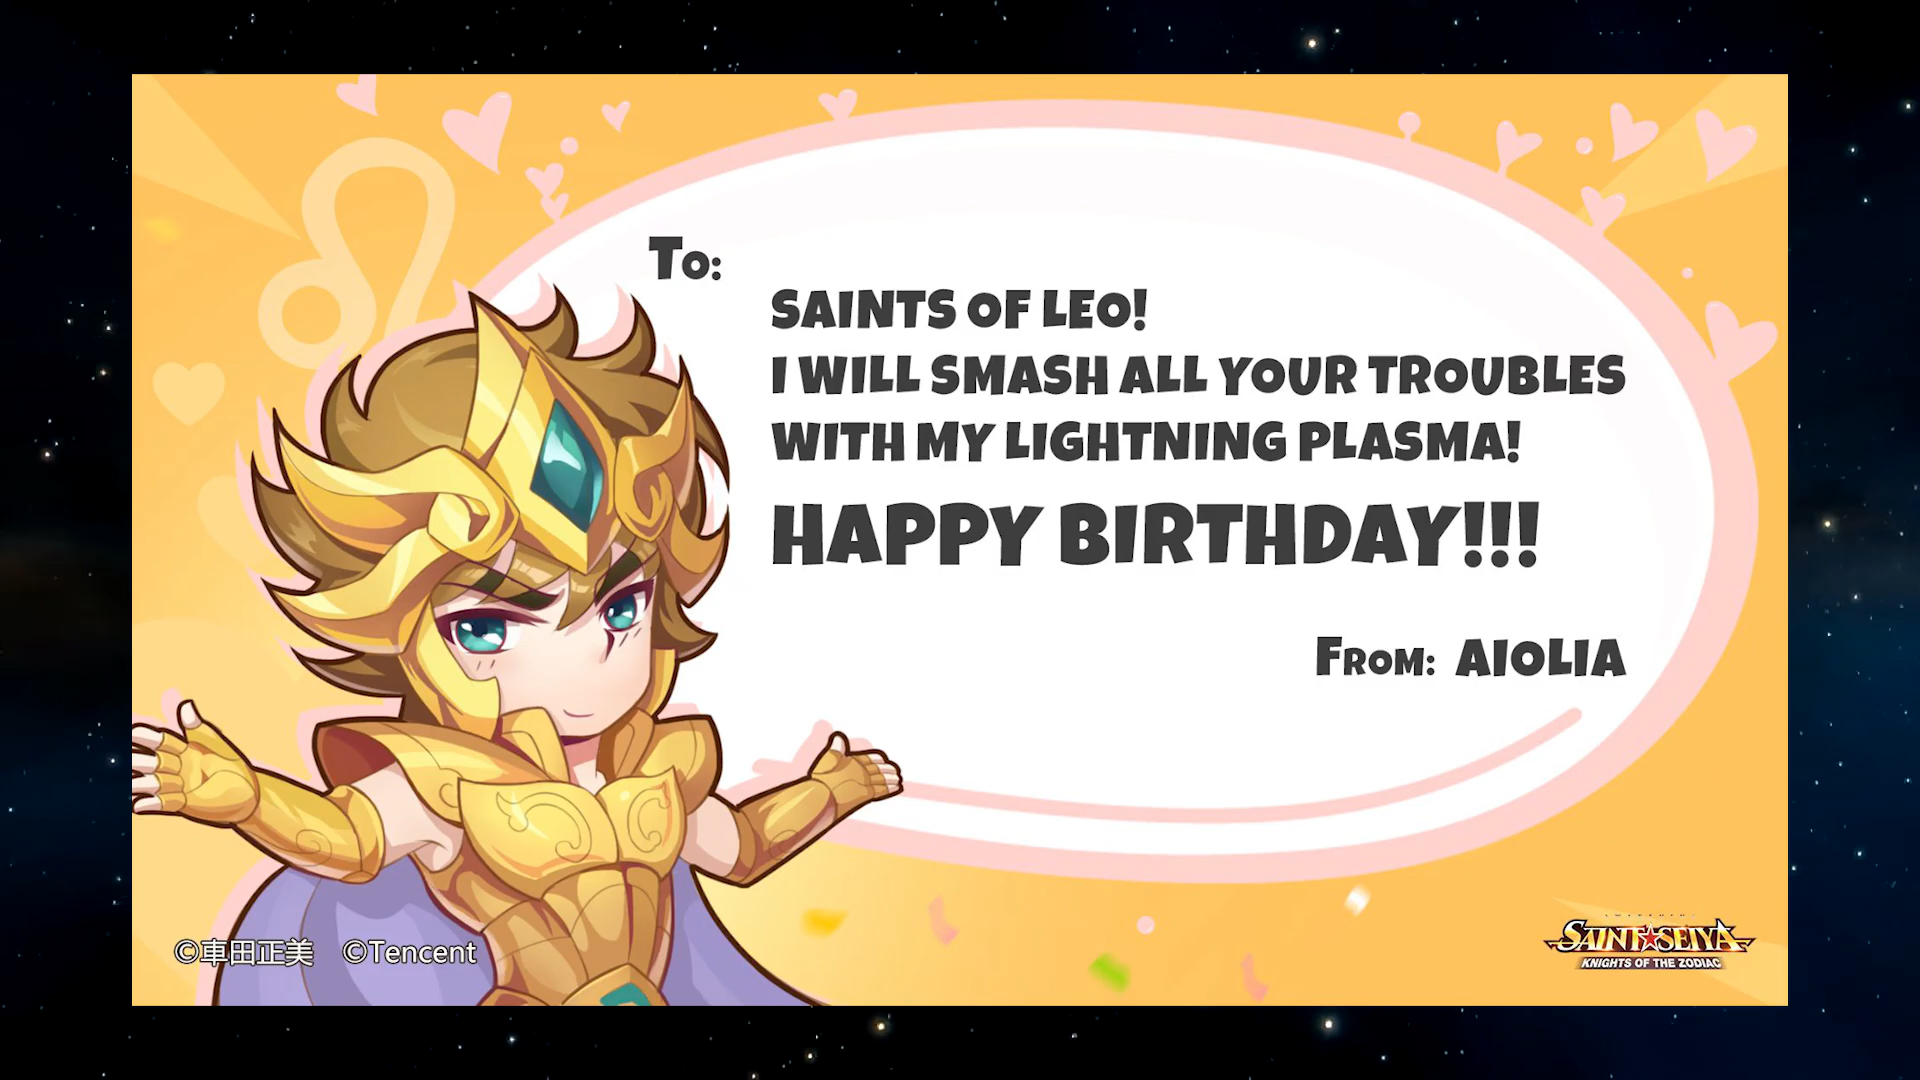 To:
SAINTS OF LEO!
I WILL SMASH ALL YOUR TROUBLES
WITH MY LIGHTNING PLASMA!
HAPPY BIRTHDAY!!!
From: AIOLIA
©車田正美 ©Tencent
SAINT SEIYA
KNIGHTS OF THE ZODIAC